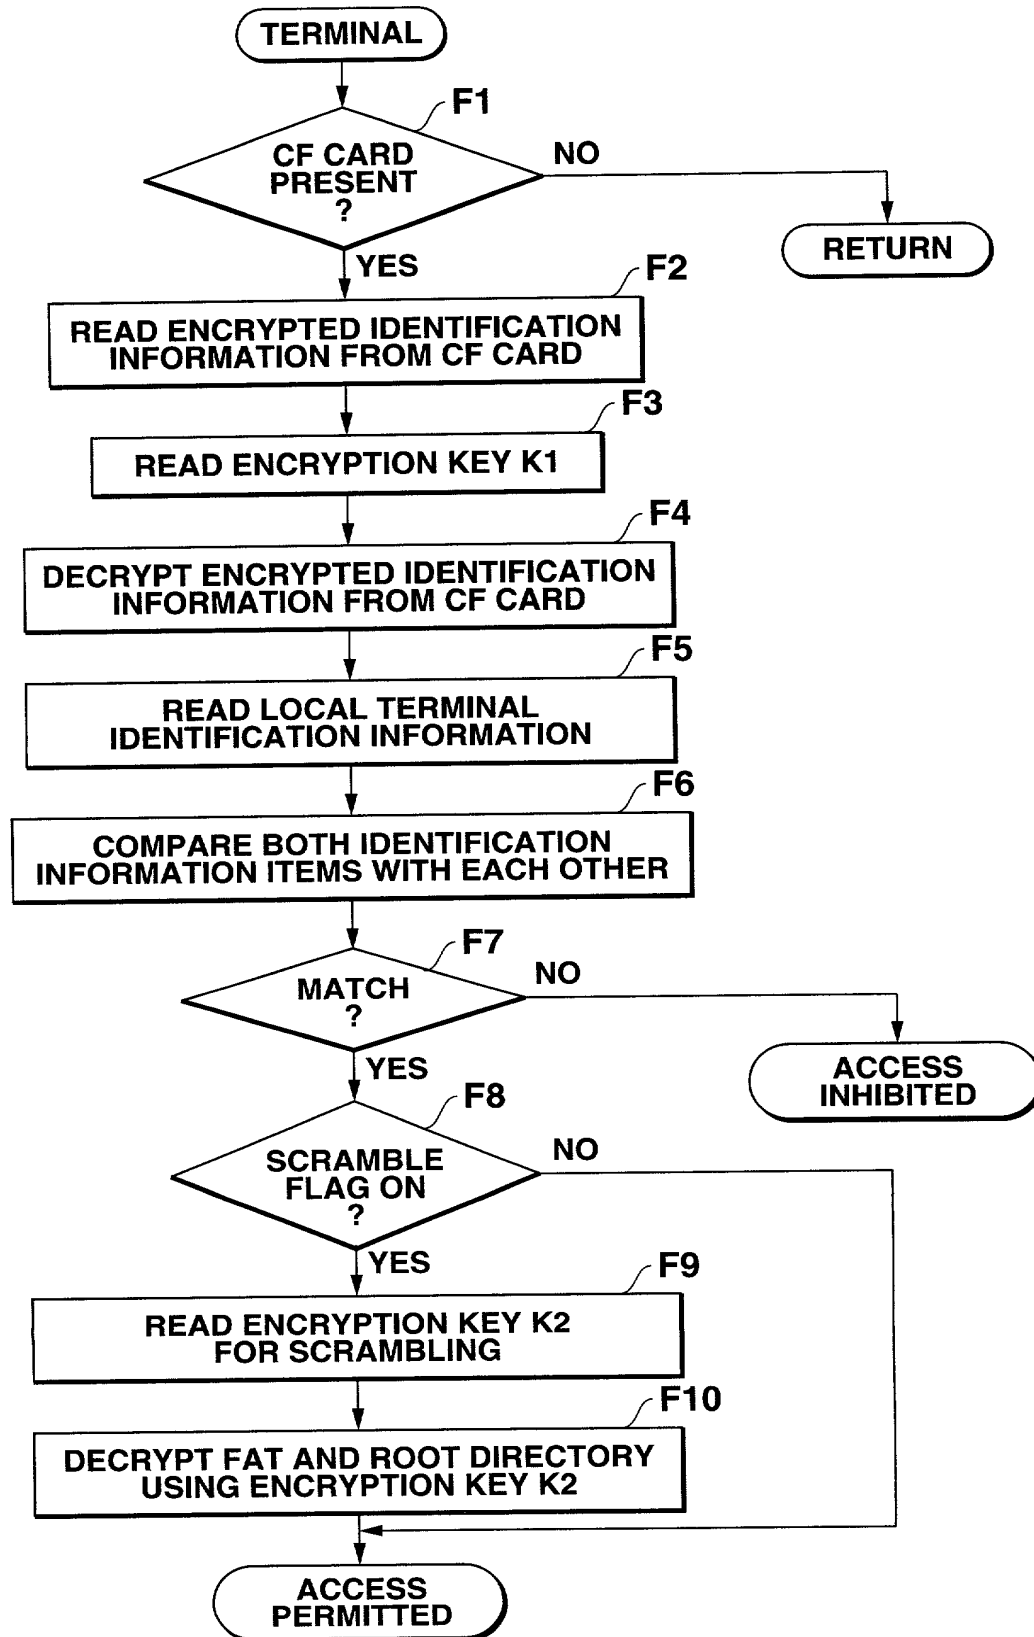 TERMINAL
F1
CF CARD
PRESENT
?
NO
RETURN
YES
F2
READ ENCRYPTED IDENTIFICATION
INFORMATION FROM CF CARD
F3
READ ENCRYPTION KEY K1
F4
DECRYPT ENCRYPTED IDENTIFICATION
INFORMATION FROM CF CARD
F5
READ LOCAL TERMINAL
IDENTIFICATION INFORMATION
F6
COMPARE BOTH IDENTIFICATION
INFORMATION ITEMS WITH EACH OTHER
F7
MATCH
?
NO
ACCESS
INHIBITED
YES
F8
SCRAMBLE
FLAG ON
?
NO
YES
F9
READ ENCRYPTION KEY K2
FOR SCRAMBLING
F10
DECRYPT FAT AND ROOT DIRECTORY
USING ENCRYPTION KEY K2
ACCESS
PERMITTED